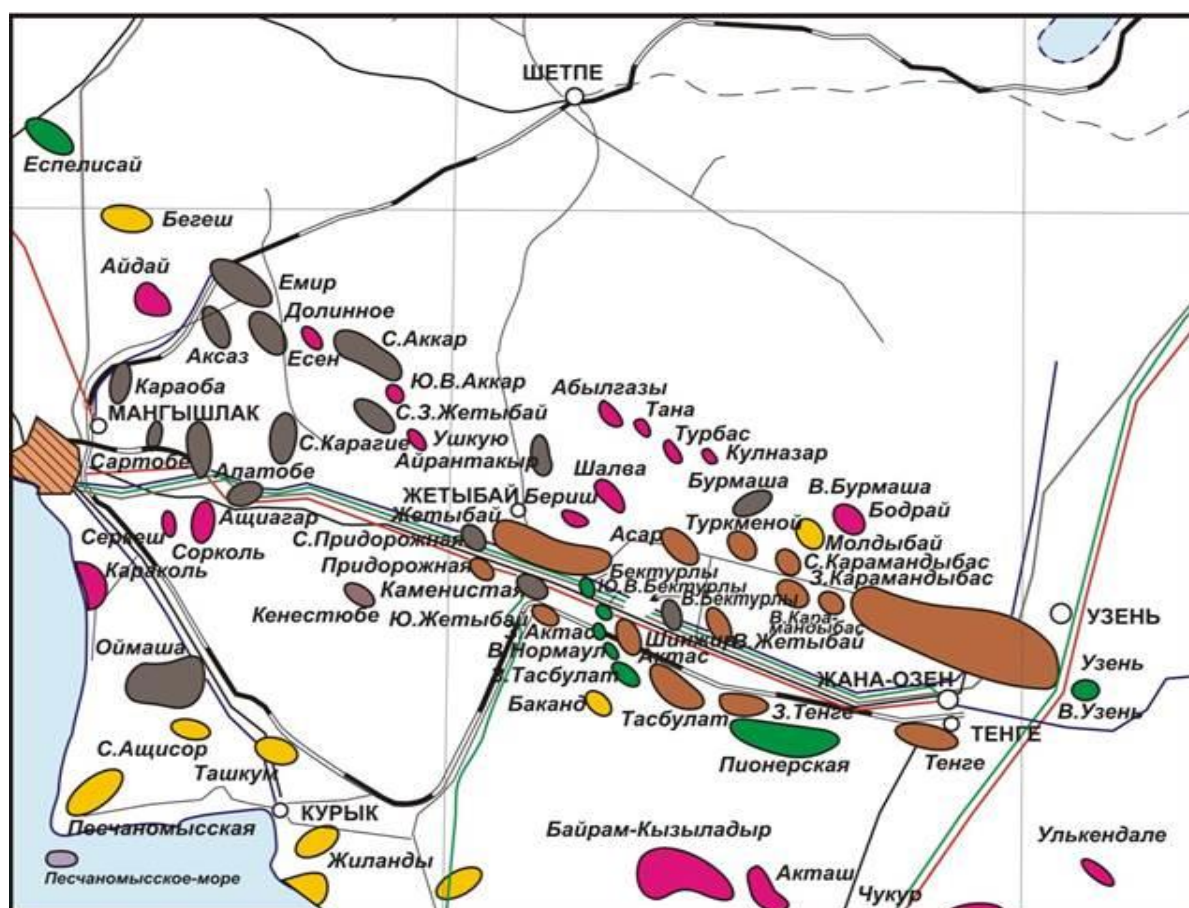 ШЕТПЕ
Еспелисай
Бегеш
Айдай
Емир
Долинное
С.Аккар
Аксаз
Есен
Караоба
Ю.В.Аккар
Абылгазы
МАНГЫШЛАК
С.З.Жетыбай
Тана
С.Карагие
Ушкую
Турбас
Сартобе
Айрантакыр
Кулназар
Алатобе
Шалва
Бурмаша
ЖЕТЫБАЙ
Бериш
В.Бурмаша
Ащиагар
Жетыбай
Бодрай
Серкеш
Сорколь
С.Придорожная
Асар
Туркменой
Молдыбай
Караколь
Придорожная
Бектурлы
С.Карамандыбас
Каменистая
Ю.В.Бектурлы
З.Карамандыбас
Кенестюбе
Ю.Жетыбай
В.Бектурлы
В.Кара-
мандыбас
УЗЕНЬ
Оймаша
З.Актас
Шинжир
В.Жетыбай
В.Нормаул
Актас
Узень
З.Тасбулат
ЖАНА-ОЗЕН
Баканд
Тасбулат
З.Тенге
В.Узень
ТЕНГЕ
С.Ащисор
Ташкум
Пионерская
Тенге
КУРЫК
Песчаномысская
Байрам-Кызыладыр
Улькендале
Жиланды
Песчаномысское-море
Акташ
Чукур